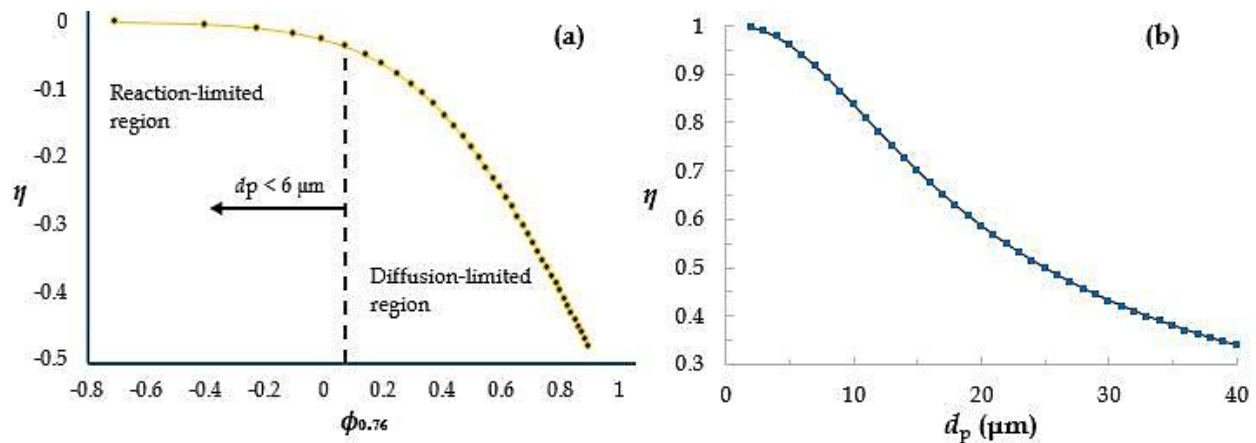 (a)
0
-0.1
-0.2
-0.3
-0.4
-0.5
η
Reaction-limited
region
dp < 6 μm
Diffusion-limited
region
-0.8 -0.6 -0.4 -0.2 0 0.2 0.4 0.6 0.8 1
ϕ0.76
(b)
1
0.9
0.8
0.7
0.6
0.5
0.4
0.3
η
0 10 20 30 40
dp (μm)